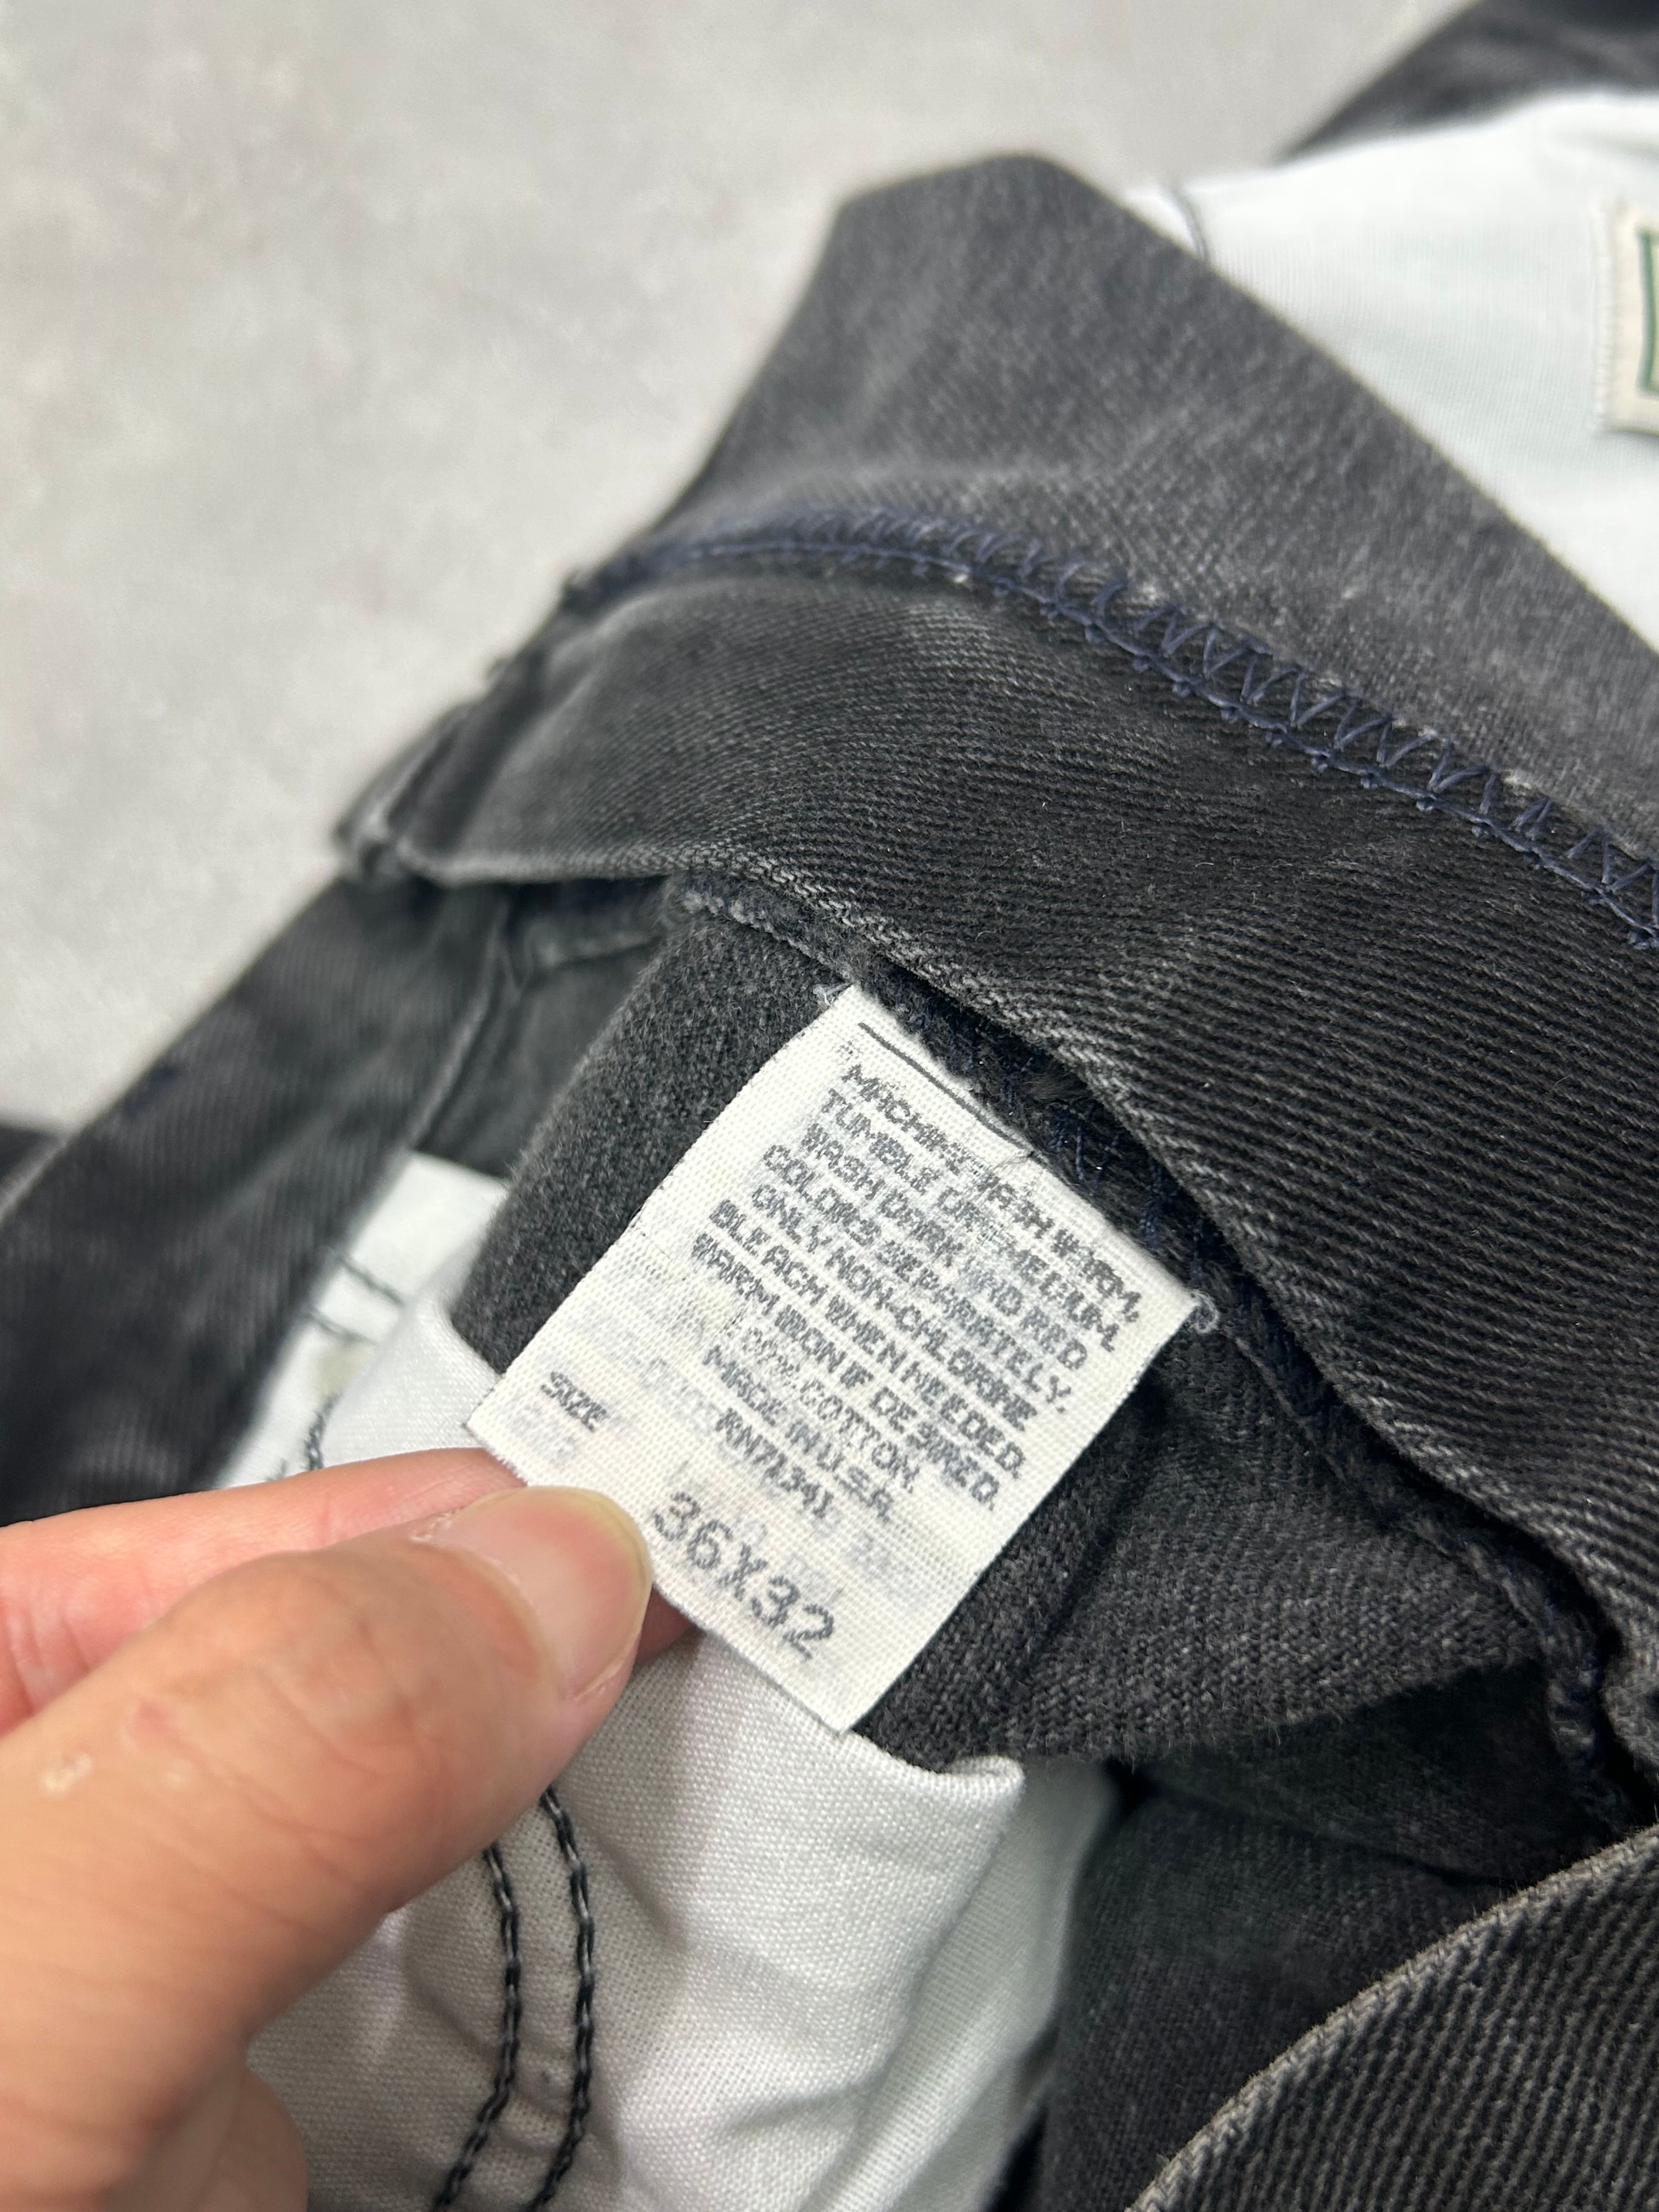 MACHINE WASH WARM,
TUMBLE DRY MEDIUM.
WASH DARK AND RED
COLORS SEPARATELY.
ONLY NON-CHLORINE
BLEACH WHEN NEEDED.
WARM IRON IF DESIRED.
COTTON.
MADE IN U.S.A.
RN71341
SIZE 36X32